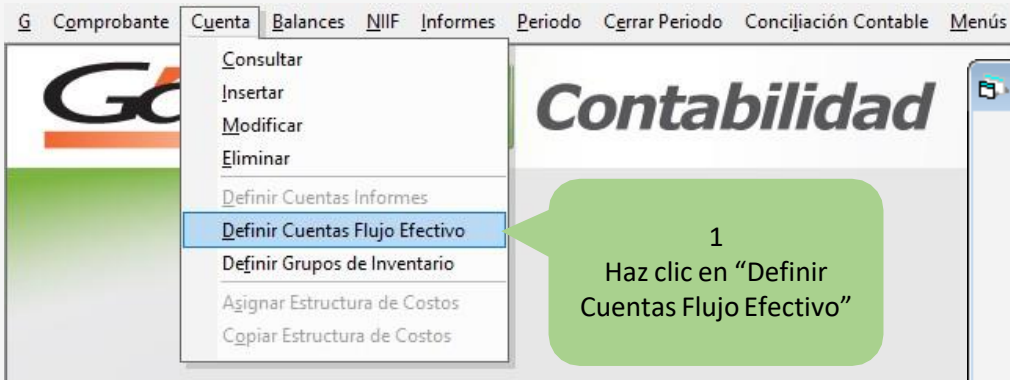 G Comprobante Cuenta Balances NIIF Informes Periodo Cerrar Periodo Conciliación Contable Menús
Consultar
Insertar
Modificar
Eliminar
Definir Cuentas Informes
Definir Cuentas Flujo Efectivo
Definir Grupos de Inventario
Asignar Estructura de Costos
Copiar Estructura de Costos
Contabilidad
1
Haz clic en “Definir
Cuentas Flujo Efectivo”